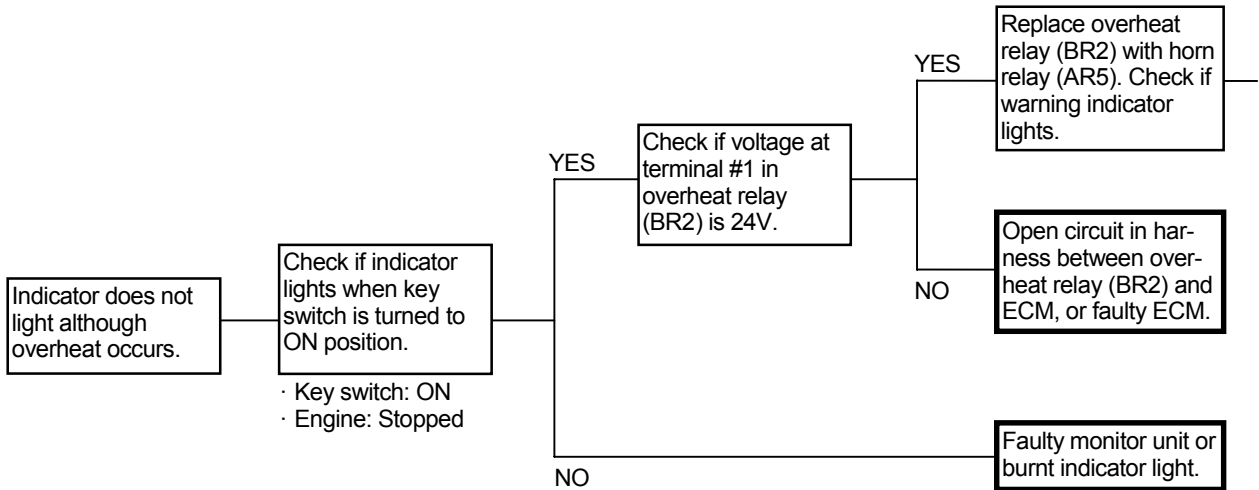 Indicator does not
light although
overheat occurs.
Check if indicator
lights when key
switch is turned to
ON position.
· Key switch: ON
· Engine: Stopped
YES
Check if voltage at
terminal #1 in
overheat relay
(BR2) is 24V.
YES
Replace overheat
relay (BR2) with horn
relay (AR5). Check if
warning indicator
lights.
NO
Open circuit in har-
ness between over-
heat relay (BR2) and
ECM, or faulty ECM.
NO
Faulty monitor unit or
burnt indicator light.